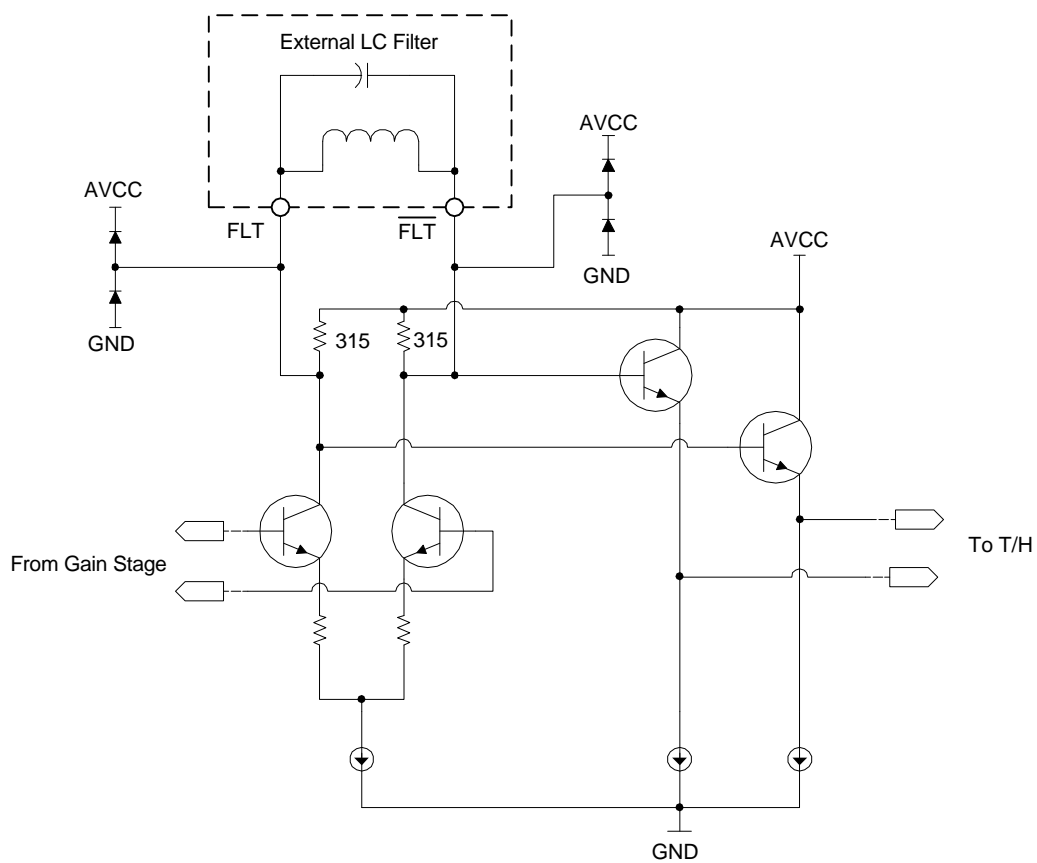 External LC Filter
AVCC
AVCC
FLT
FLT
AVCC
GND
GND
315
315
From Gain Stage
To T/H
GND